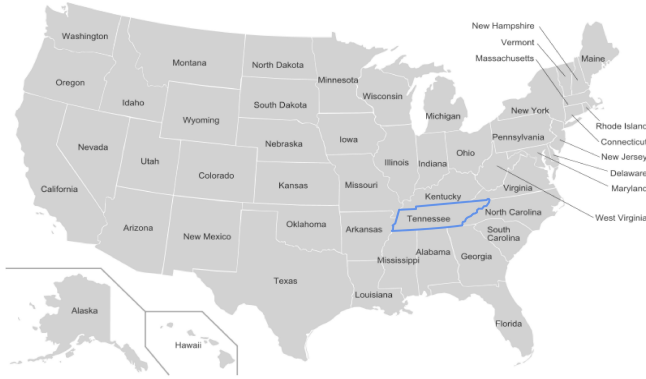 New Hampshire
Vermont
Massachusetts
Maine
Washington
Montana
North Dakota
Minnesota
Oregon
Idaho
Wyoming
South Dakota
Wisconsin
Michigan
New York
Rhode Island
Connecticut
New Jersey
Delaware
Maryland
Nevada
Utah
Colorado
Nebraska
Iowa
Illinois
Indiana
Ohio
Pennsylvania
California
Kansas
Missouri
Kentucky
Virginia
West Virginia
Arizona
New Mexico
Oklahoma
Arkansas
Tennessee
North Carolina
South
Carolina
Texas
Louisiana
Mississippi
Alabama
Georgia
Florida
Alaska
Hawaii